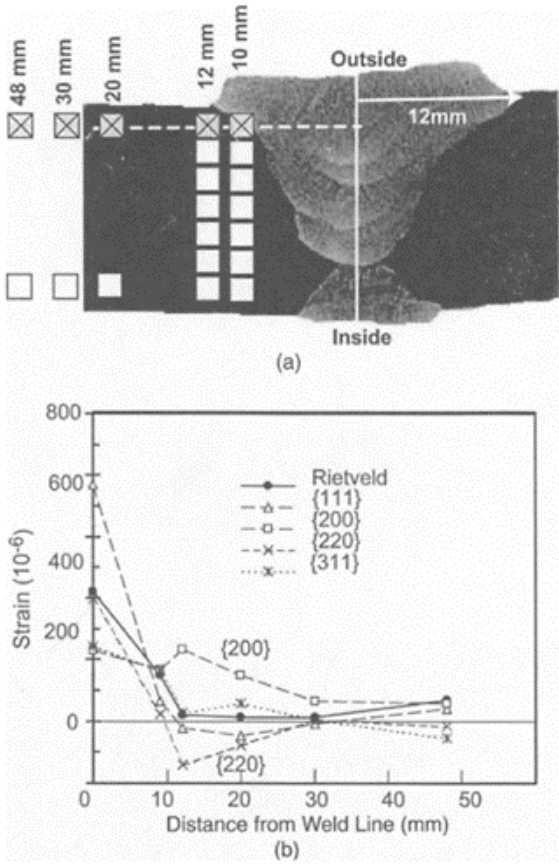 (a)
48 mm
30 mm
20 mm
12 mm
10 mm
Outside
12mm
Inside
(a)
800
600
400
200
0
Strain (10-6)
Rietveld
{111}
{200}
{220}
{311}
{200}
{220}
0 10 20 30 40 50
Distance from Weld Line (mm)
(b)